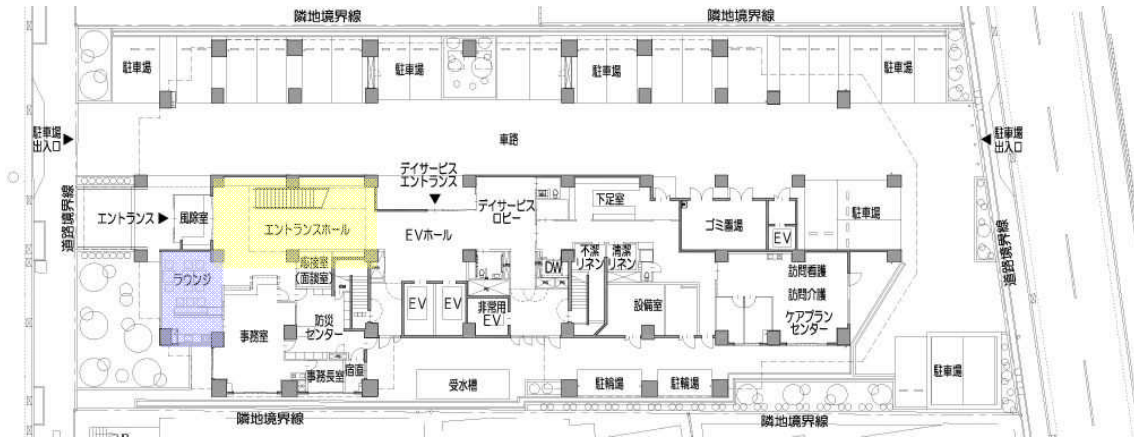 隣地境界線
隣地境界線
駐車場
駐車場
駐車場
駐車場
駐車場
出入口
車路
駐車場
出入口
デイサービス
エントランス
道路境界線
エントランス
風除室
エントランスホール
EVホール
デイサービス
ロビー
下足室
ゴミ置場
EV
駐車場
道路境界線
ラウンジ
応接室
(面談室)
不潔
リネン
清潔
リネン
DW
訪問看護
訪問介護
ケアプラン
センター
EV
EV
非常用
EV
設備室
事務室
防災
センター
事務長室
宿直
受水槽
駐輪場
駐輪場
駐車場
隣地境界線
隣地境界線